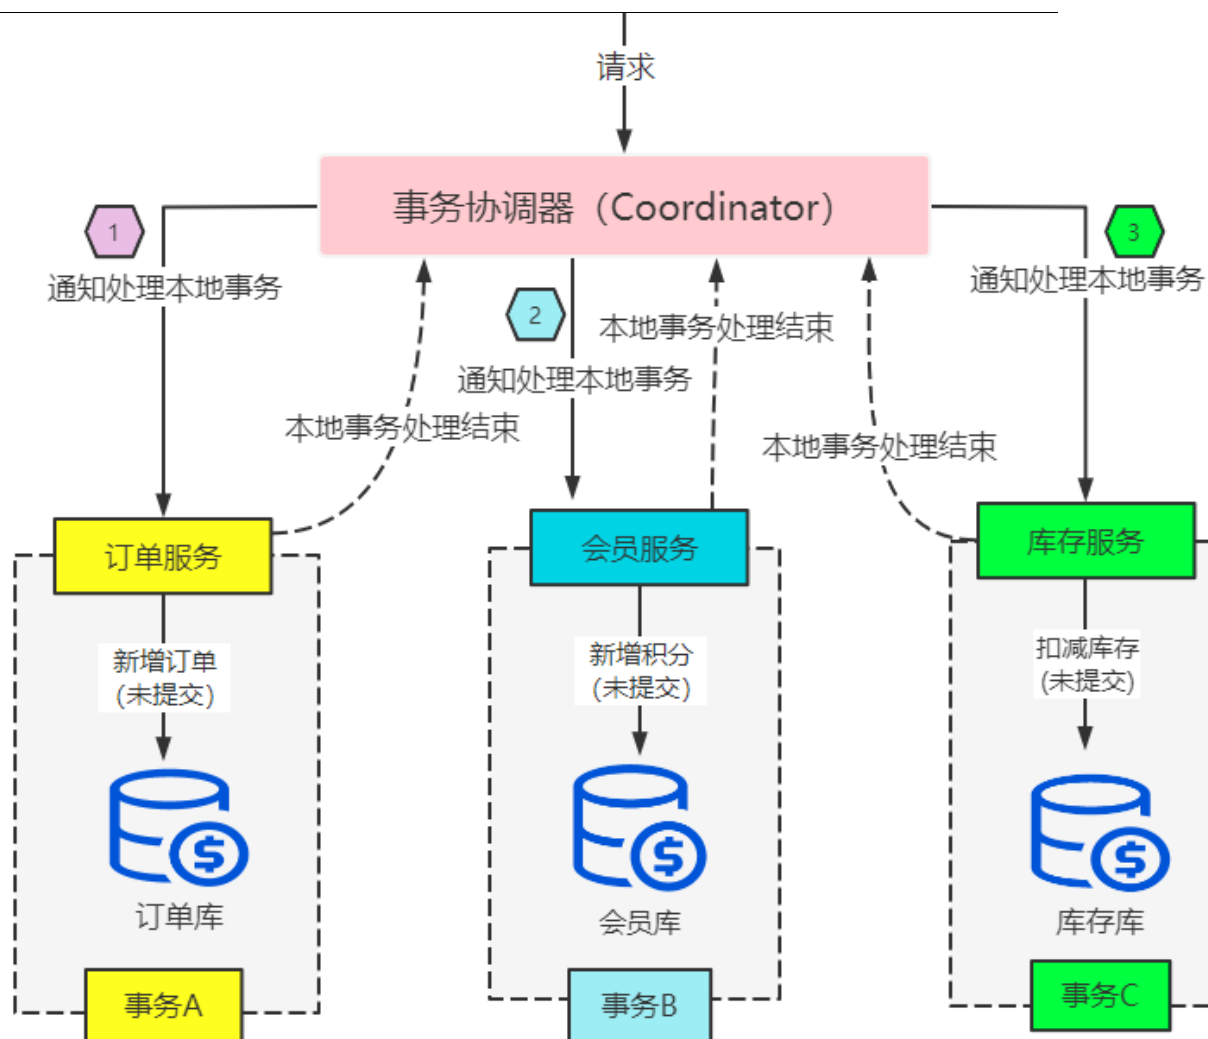 请求
事务协调器（Coordinator）
1
通知处理本地事务
2
通知处理本地事务
3
通知处理本地事务
本地事务处理结束
本地事务处理结束
本地事务处理结束
订单服务
新增订单
(未提交)
订单库
事务A
会员服务
新增积分
(未提交)
会员库
事务B
库存服务
扣减库存
(未提交)
库存库
事务C